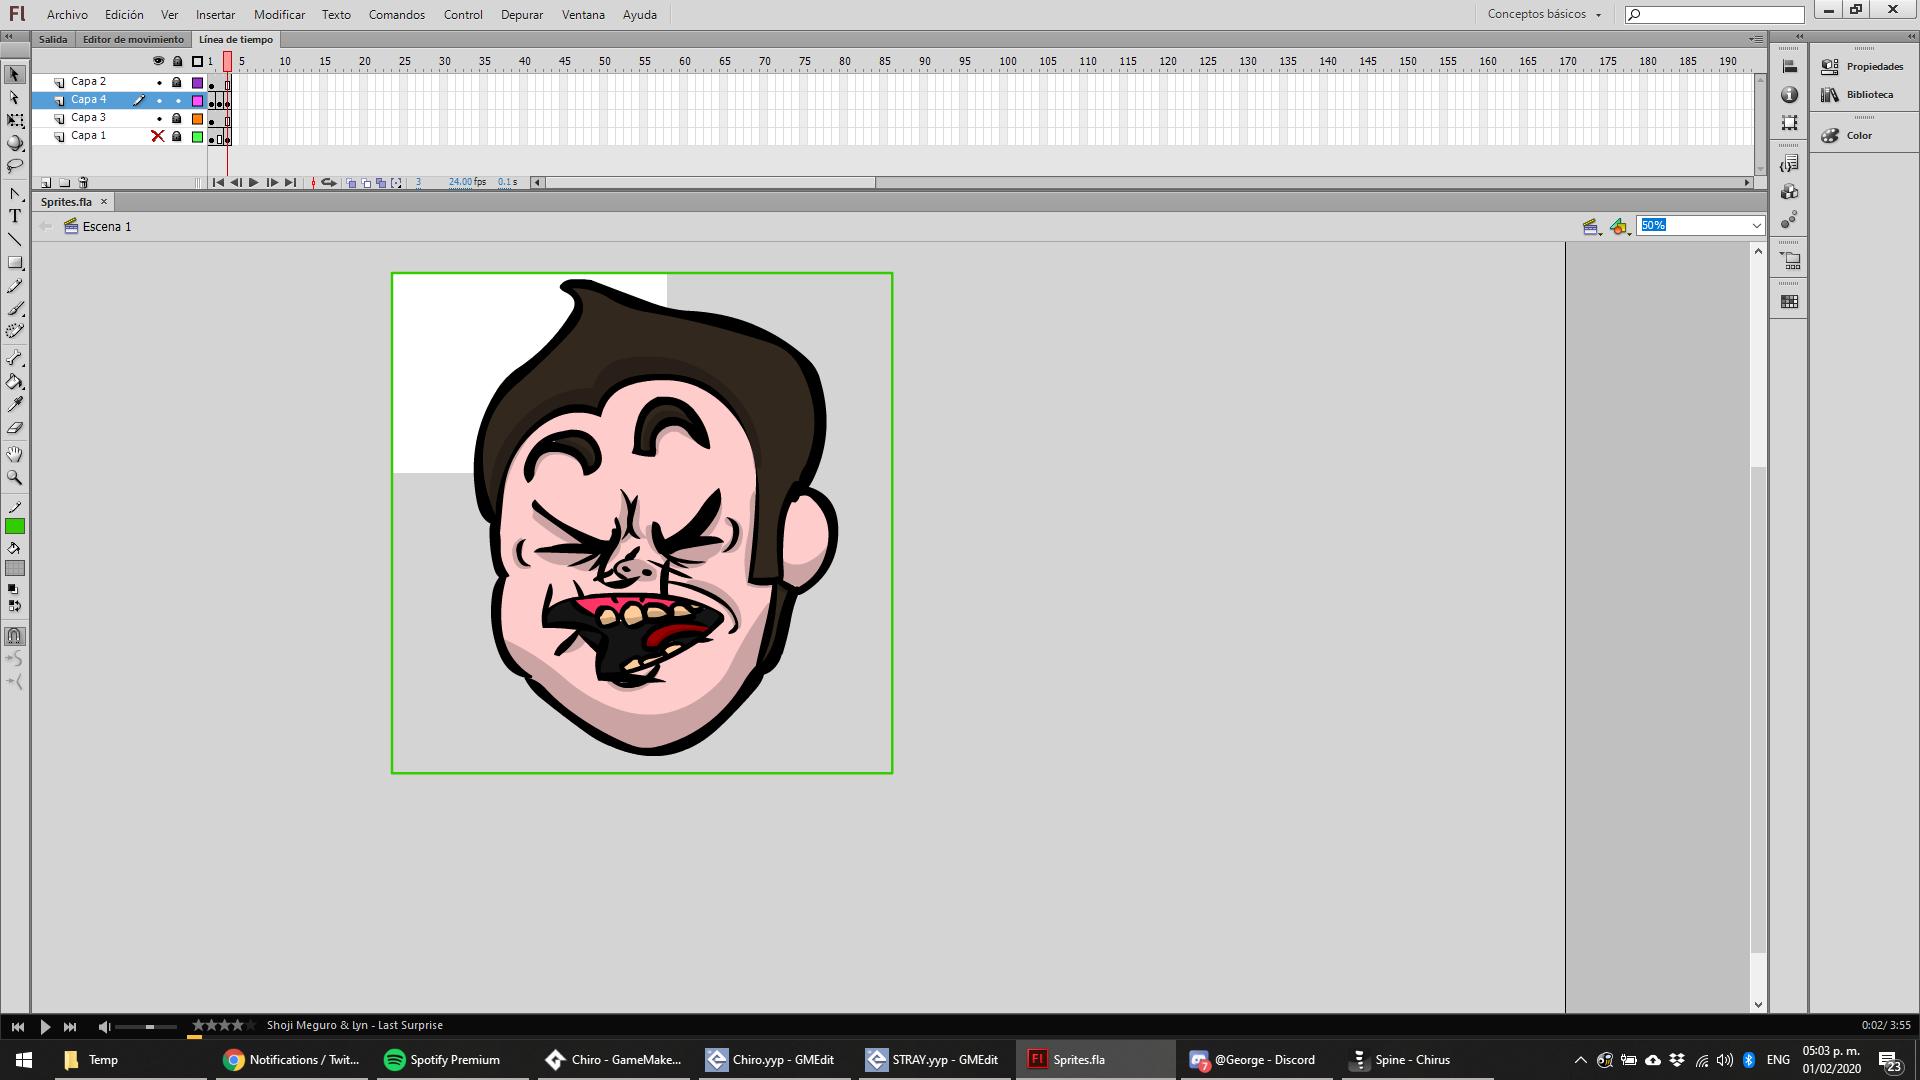 Fl Archivo Edición Ver Insertar Modificar Texto Comandos Control Depurar Ventana Ayuda Conceptos básicos
Salida Editor de movimiento Línea de tiempo
1 5 10 15 20 25 30 35 40 45 50 55 60 65 70 75 80 85 90 95 100 105 110 115 120 125 130 135 140 145 150 155 160 165 170 175 180 185 190
Capa 2
Capa 4
Capa 3
Capa 1
3 24.00 fps 0.1 s
Propiedades
Biblioteca
Color
Sprites.fla
Escena 1
50%
T
Shoji Meguro & Lyn - Last Surprise
0:02/ 3:55
Temp Notifications / Twit... Spotify Premium Chiro - GameMake... Chiro.yyp - GMEdit STRAY.yyp - GMEdit Fl Sprites.fla 7 @George - Discord Spine - Chirus ENG
05:03 p. m.
01/02/2020
23